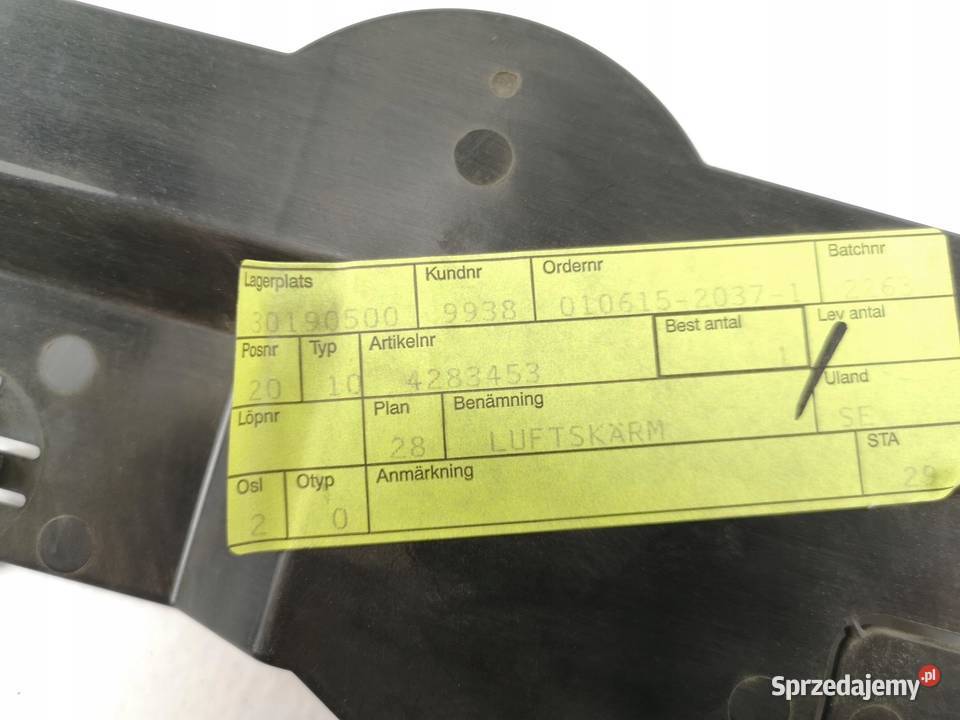 Lagerplats Kundnr Ordernr Batchnr
30190500 9938 010615-2037-1
Posnr Typ Artikelnr Best antal Lev antal
20 10 4283453 1
Löpnr Plan Benämning Uland
28 LUFTSKÄRM SE
Osl Otyp Anmärkning STA
2 0 29
Sprzedajemy.pl